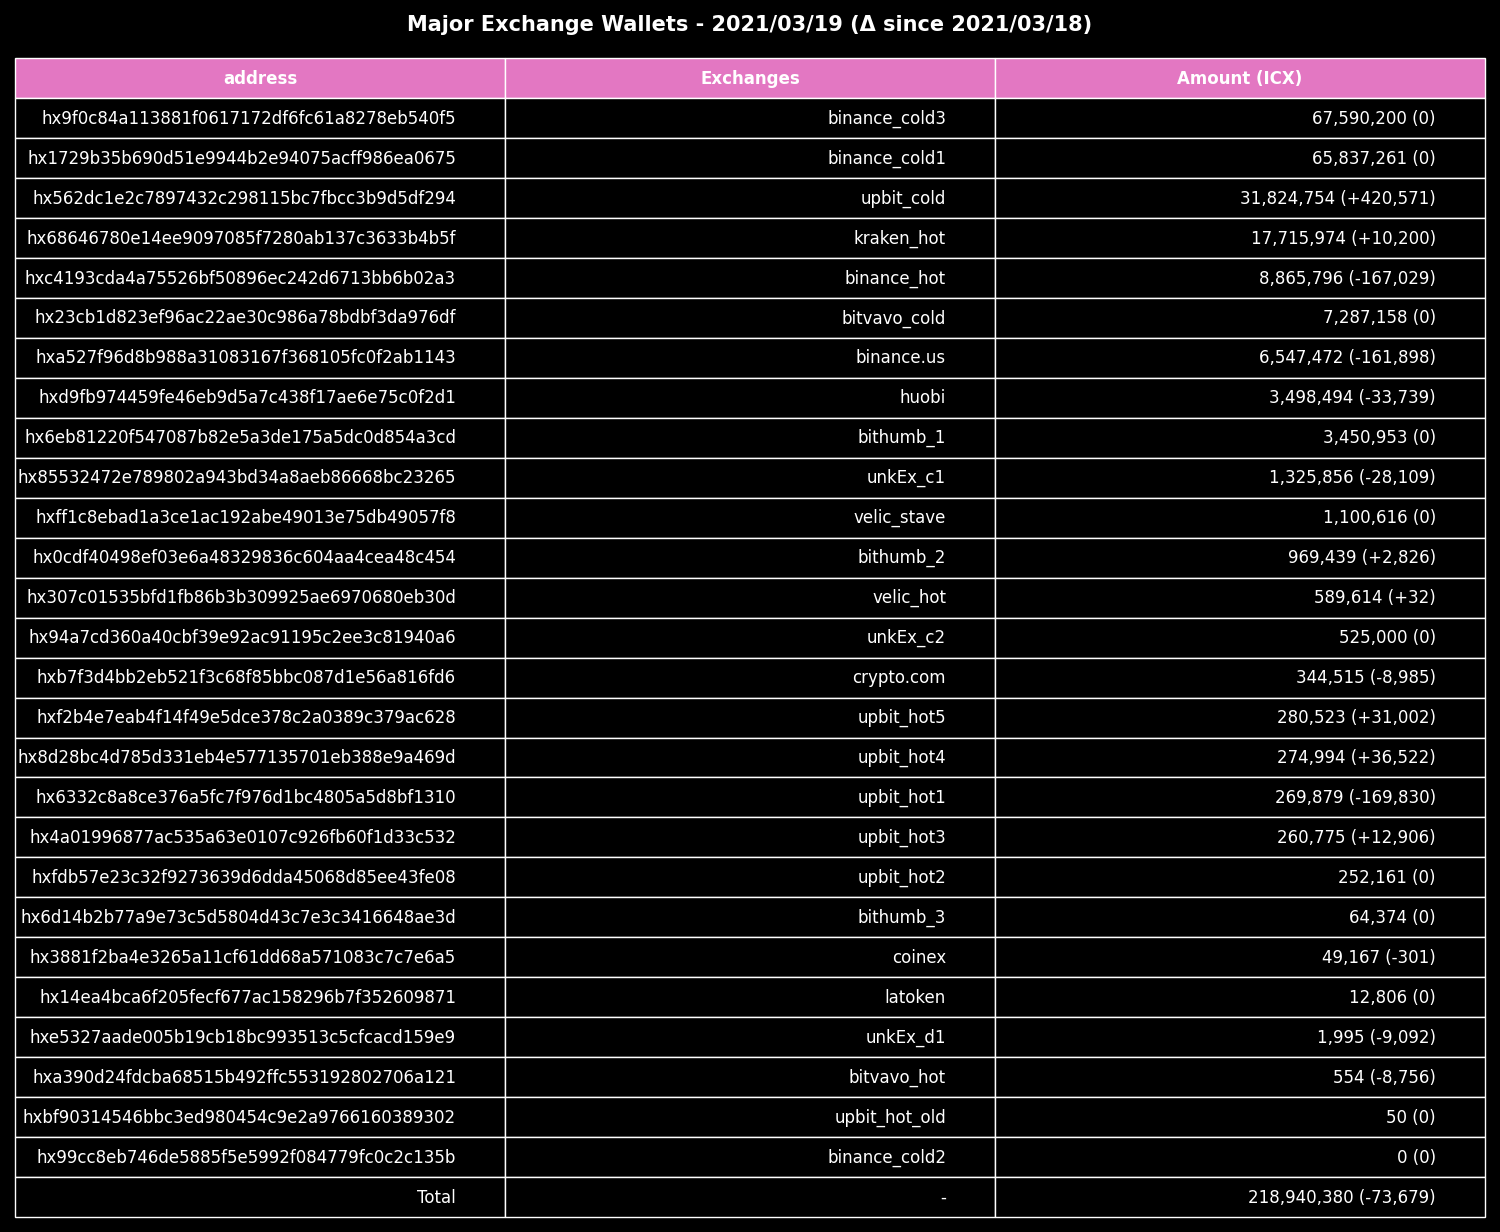 Major Exchange Wallets - 2021/03/19 (Δ since 2021/03/18)
address Exchanges Amount (ICX)
hx9f0c84a113881f0617172df6fc61a8278eb540f5 binance_cold3 67,590,200 (0)
hx1729b35b690d51e9944b2e94075acff986ea0675 binance_cold1 65,837,261 (0)
hx562dc1e2c7897432c298115bc7fbcc3b9d5df294 upbit_cold 31,824,754 (+420,571)
hx68646780e14ee9097085f7280ab137c3633b4b5f kraken_hot 17,715,974 (+10,200)
hxc4193cda4a75526bf50896ec242d6713bb6b02a3 binance_hot 8,865,796 (-167,029)
hx23cb1d823ef96ac22ae30c986a78bdbf3da976df bitvavo_cold 7,287,158 (0)
hxa527f96d8b988a31083167f368105fc0f2ab1143 binance.us 6,547,472 (-161,898)
hxd9fb974459fe46eb9d5a7c438f17ae6e75c0f2d1 huobi 3,498,494 (-33,739)
hx6eb81220f547087b82e5a3de175a5dc0d854a3cd bithumb_1 3,450,953 (0)
hx85532472e789802a943bd34a8aeb86668bc23265 unkEx_c1 1,325,856 (-28,109)
hxff1c8ebad1a3ce1ac192abe49013e75db49057f8 velic_stave 1,100,616 (0)
hx0cdf40498ef03e6a48329836c604aa4cea48c454 bithumb_2 969,439 (+2,826)
hx307c01535bfd1fb86b3b309925ae6970680eb30d velic_hot 589,614 (+32)
hx94a7cd360a40cbf39e92ac91195c2ee3c81940a6 unkEx_c2 525,000 (0)
hxb7f3d4bb2eb521f3c68f85bbc087d1e56a816fd6 crypto.com 344,515 (-8,985)
hxf2b4e7eab4f14f49e5dce378c2a0389c379ac628 upbit_hot5 280,523 (+31,002)
hx8d28bc4d785d331eb4e577135701eb388e9a469d upbit_hot4 274,994 (+36,522)
hx6332c8a8ce376a5fc7f976d1bc4805a5d8bf1310 upbit_hot1 269,879 (-169,830)
hx4a01996877ac535a63e0107c926fb60f1d33c532 upbit_hot3 260,775 (+12,906)
hxfdb57e23c32f9273639d6dda45068d85ee43fe08 upbit_hot2 252,161 (0)
hx6d14b2b77a9e73c5d5804d43c7e3c3416648ae3d bithumb_3 64,374 (0)
hx3881f2ba4e3265a11cf61dd68a571083c7c7e6a5 coinex 49,167 (-301)
hx14ea4bca6f205fecf677ac158296b7f352609871 latoken 12,806 (0)
hxe5327aade005b19cb18bc993513c5cfcacd159e9 unkEx_d1 1,995 (-9,092)
hxa390d24fdcba68515b492ffc553192802706a121 bitvavo_hot 554 (-8,756)
hxbf90314546bbc3ed980454c9e2a9766160389302 upbit_hot_old 50 (0)
hx99cc8eb746de5885f5e5992f084779fc0c2c135b binance_cold2 0 (0)
Total - 218,940,380 (-73,679)